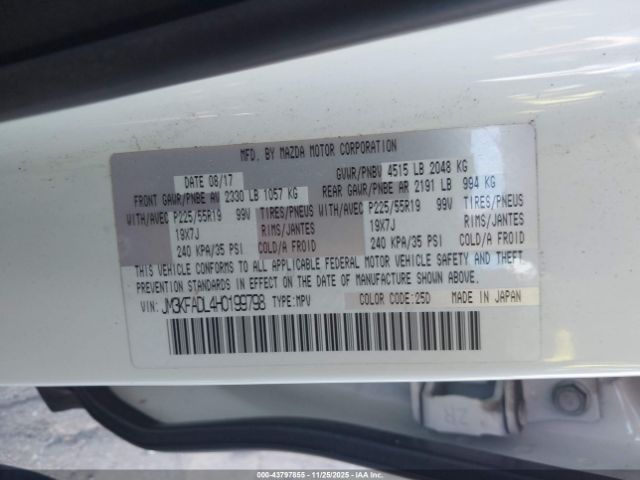 MFD. BY MAZDA MOTOR CORPORATION
DATE 08/17 GVWR/PNBV 4515 LB 2048 KG
FRONT GAWR/PNBE AV 2330 LB 1057 KG REAR GAWR/PNBE AR 2191 LB 994 KG
WITH/AVEC P225/55R19 99V TIRES/PNEUS WITH/AVEC P225/55R19 99V TIRES/PNEUS
19X7J RIMS/JANTES 19X7J RIMS/JANTES
240 KPA/35 PSI COLD/A FROID 240 KPA/35 PSI COLD/A FROID
THIS VEHICLE CONFORMS TO ALL APPLICABLE FEDERAL MOTOR VEHICLE SAFETY AND THEFT
PREVENTION STANDARDS IN EFFECT ON THE DATE OF MANUFACTURE SHOWN ABOVE.
VIN: JM3KFADL4H0199798 TYPE:MPV COLOR CODE:25D MADE IN JAPAN
ZR
© 000-43797855 - 11/25/2025 - IAA, Inc.